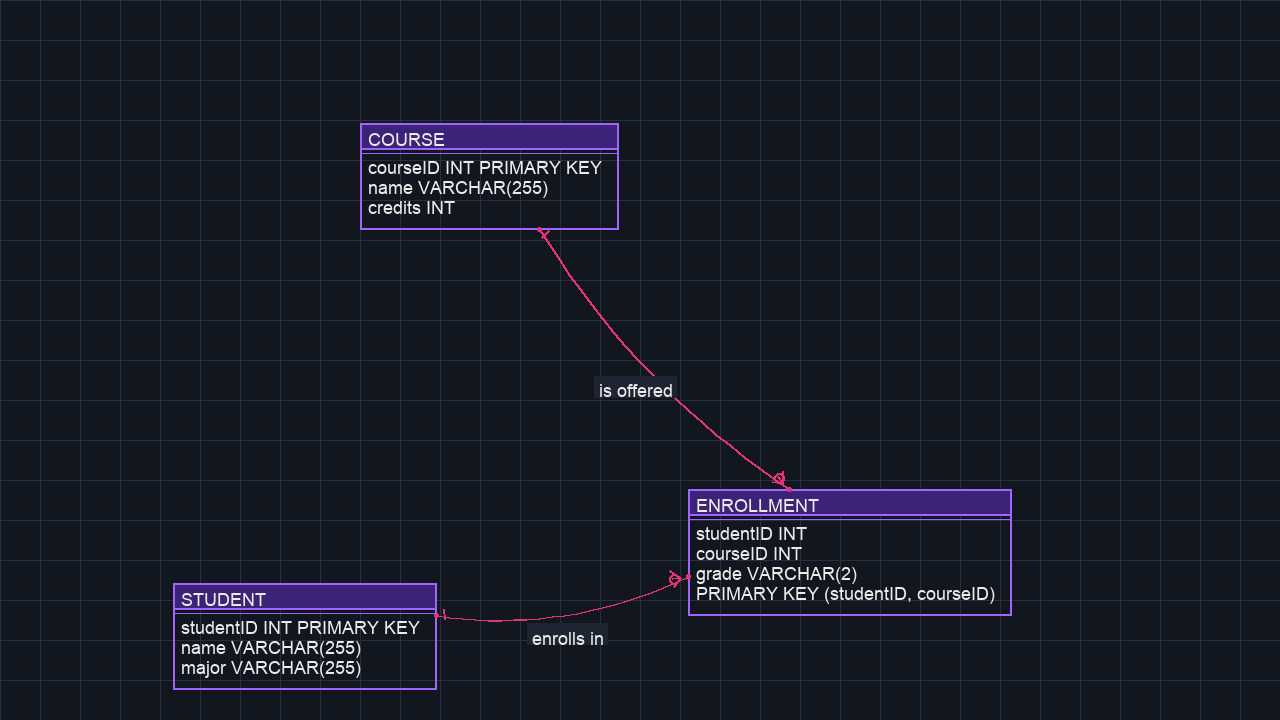 COURSE
courseID INT PRIMARY KEY
name VARCHAR(255)
credits INT
is offered
ENROLLMENT
studentID INT
courseID INT
grade VARCHAR(2)
PRIMARY KEY (studentID, courseID)
STUDENT
studentID INT PRIMARY KEY
name VARCHAR(255)
major VARCHAR(255)
enrolls in